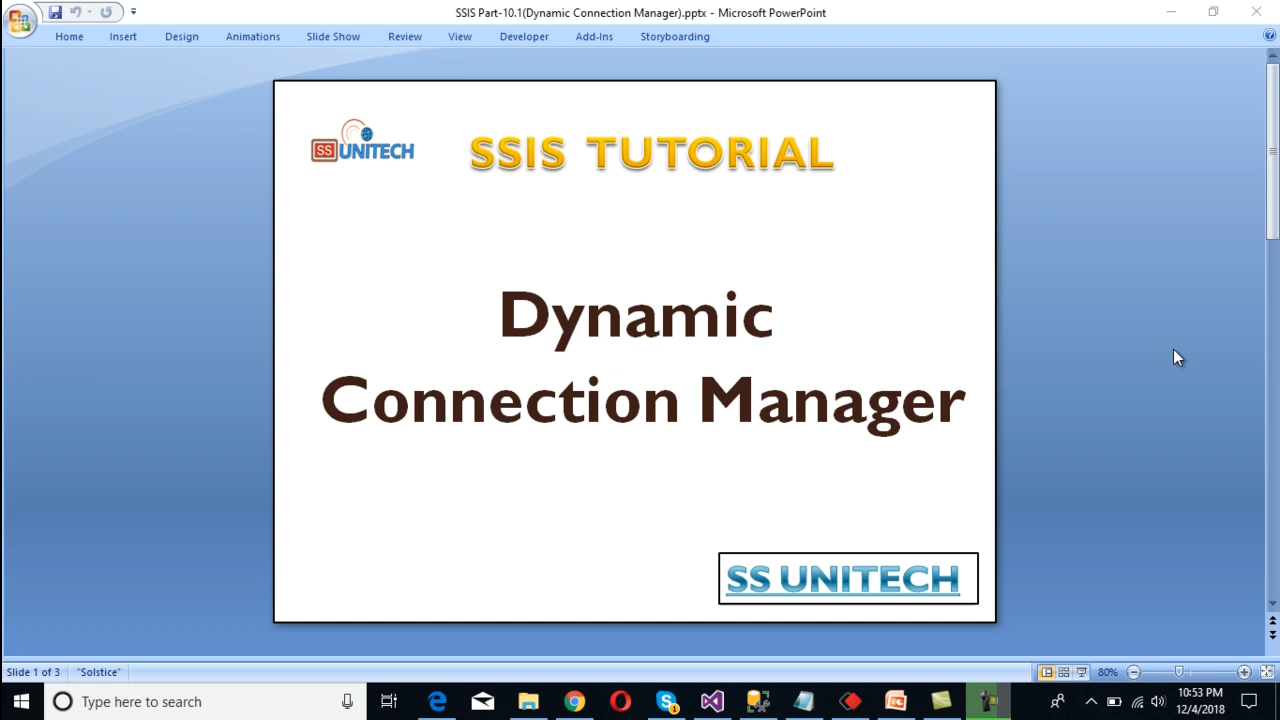 SSIS Part-10.1(Dynamic Connection Manager).pptx - Microsoft PowerPoint
Home Insert Design Animations Slide Show Review View Developer Add-Ins Storyboarding
SS UNITECH
SSIS TUTORIAL
Dynamic
Connection Manager
SS UNITECH
Slide 1 of 3 "Solstice" 80%
Type here to search
10:53 PM
12/4/2018